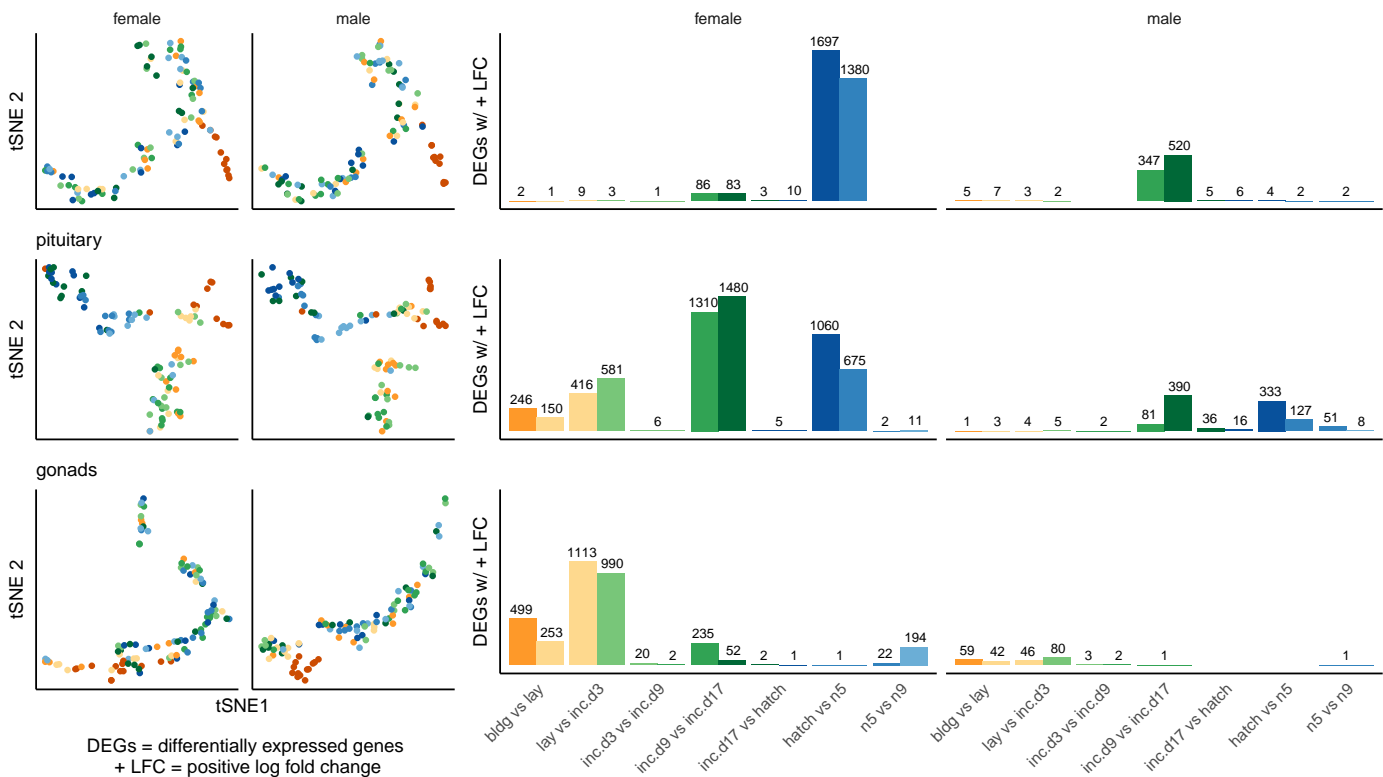 female male female male
tSNE 2
DEGs w/ + LFC
2 1 9 3 1 86 83 3 10 1697 1380
5 7 3 2 347 520 5 6 4 2 2
pituitary
tSNE 2
DEGs w/ + LFC
246 150 416 581 6 1310 1480 5 1060 675 2 11
1 3 4 5 2 81 390 36 16 333 127 51 8
gonads
tSNE 2
DEGs w/ + LFC
499 253 1113 990 20 2 235 52 2 1 1 22 194
59 42 46 80 3 2 1 1
tSNE1
bldg vs lay
lay vs inc.d3
inc.d3 vs inc.d9
inc.d9 vs inc.d17
inc.d17 vs hatch
hatch vs n5
n5 vs n9
bldg vs lay
lay vs inc.d3
inc.d3 vs inc.d9
inc.d9 vs inc.d17
inc.d17 vs hatch
hatch vs n5
n5 vs n9
DEGs = differentially expressed genes
+ LFC = positive log fold change